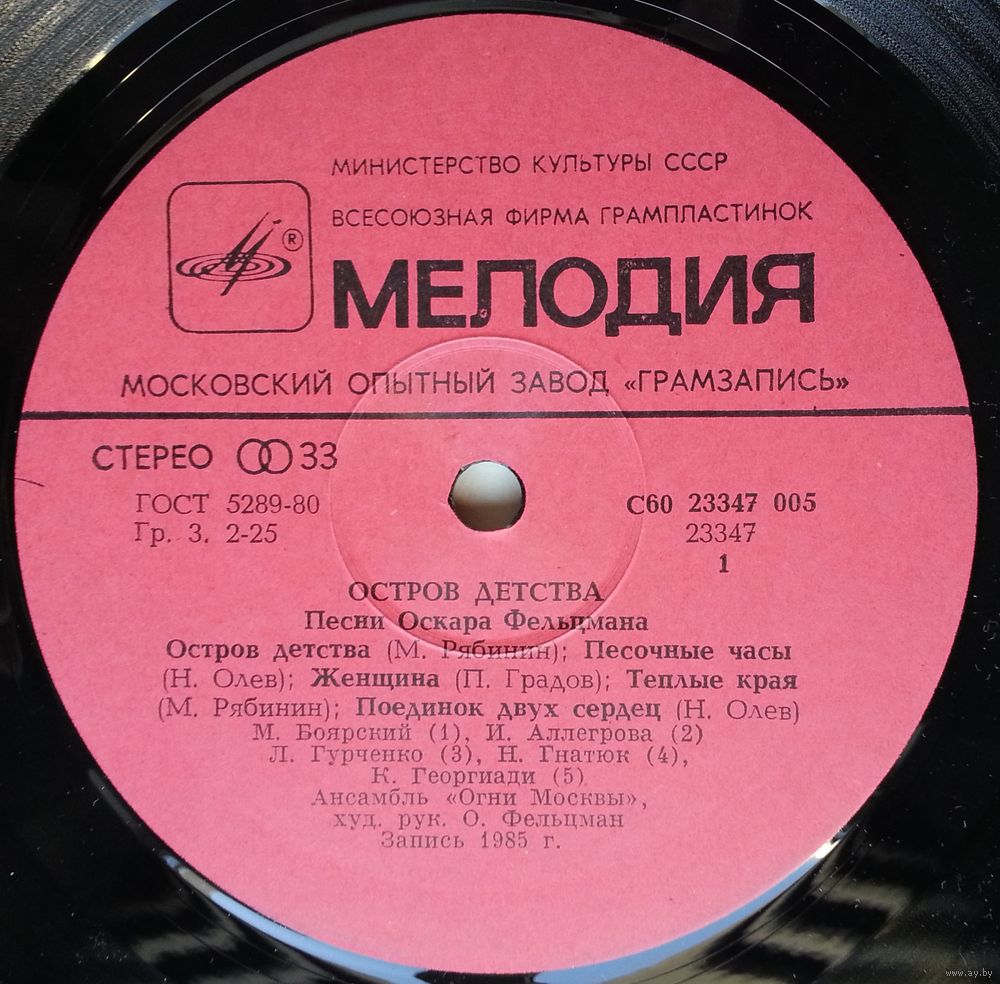 МИНИСТЕРСТВО КУЛЬТУРЫ СССР
ВСЕСОЮЗНАЯ ФИРМА ГРАМПЛАСТИНОК
®
МЕЛОДИЯ
МОСКОВСКИЙ ОПЫТНЫЙ ЗАВОД «ГРАМЗАПИСЬ»
СТЕРЕО 33
ГОСТ 5289-80
Гр. 3. 2-25
С60 23347 005
23347
1
ОСТРОВ ДЕТСТВА
Песни Оскара Фельцмана
Остров детства (М. Рябинин); Песочные часы
(Н. Олев); Женщина (П. Градов); Теплые края
(М. Рябинин); Поединок двух сердец (Н. Олев)
М. Боярский (1), И. Аллегрова (2)
Л. Гурченко (3), Н. Гнатюк (4),
К. Георгиади (5)
Ансамбль «Огни Москвы»,
худ. рук. О. Фельцман
Запись 1985 г.
www.ay.by